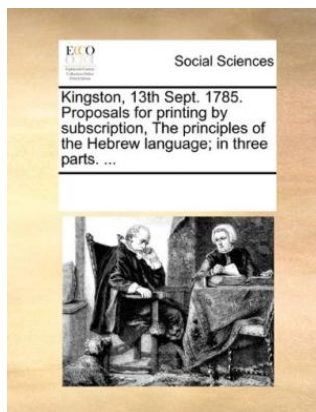 ECCO
Social Sciences
Kingston, 13th Sept. 1785.
Proposals for printing by
subscription, The principles of
the Hebrew language; in three
parts. ...